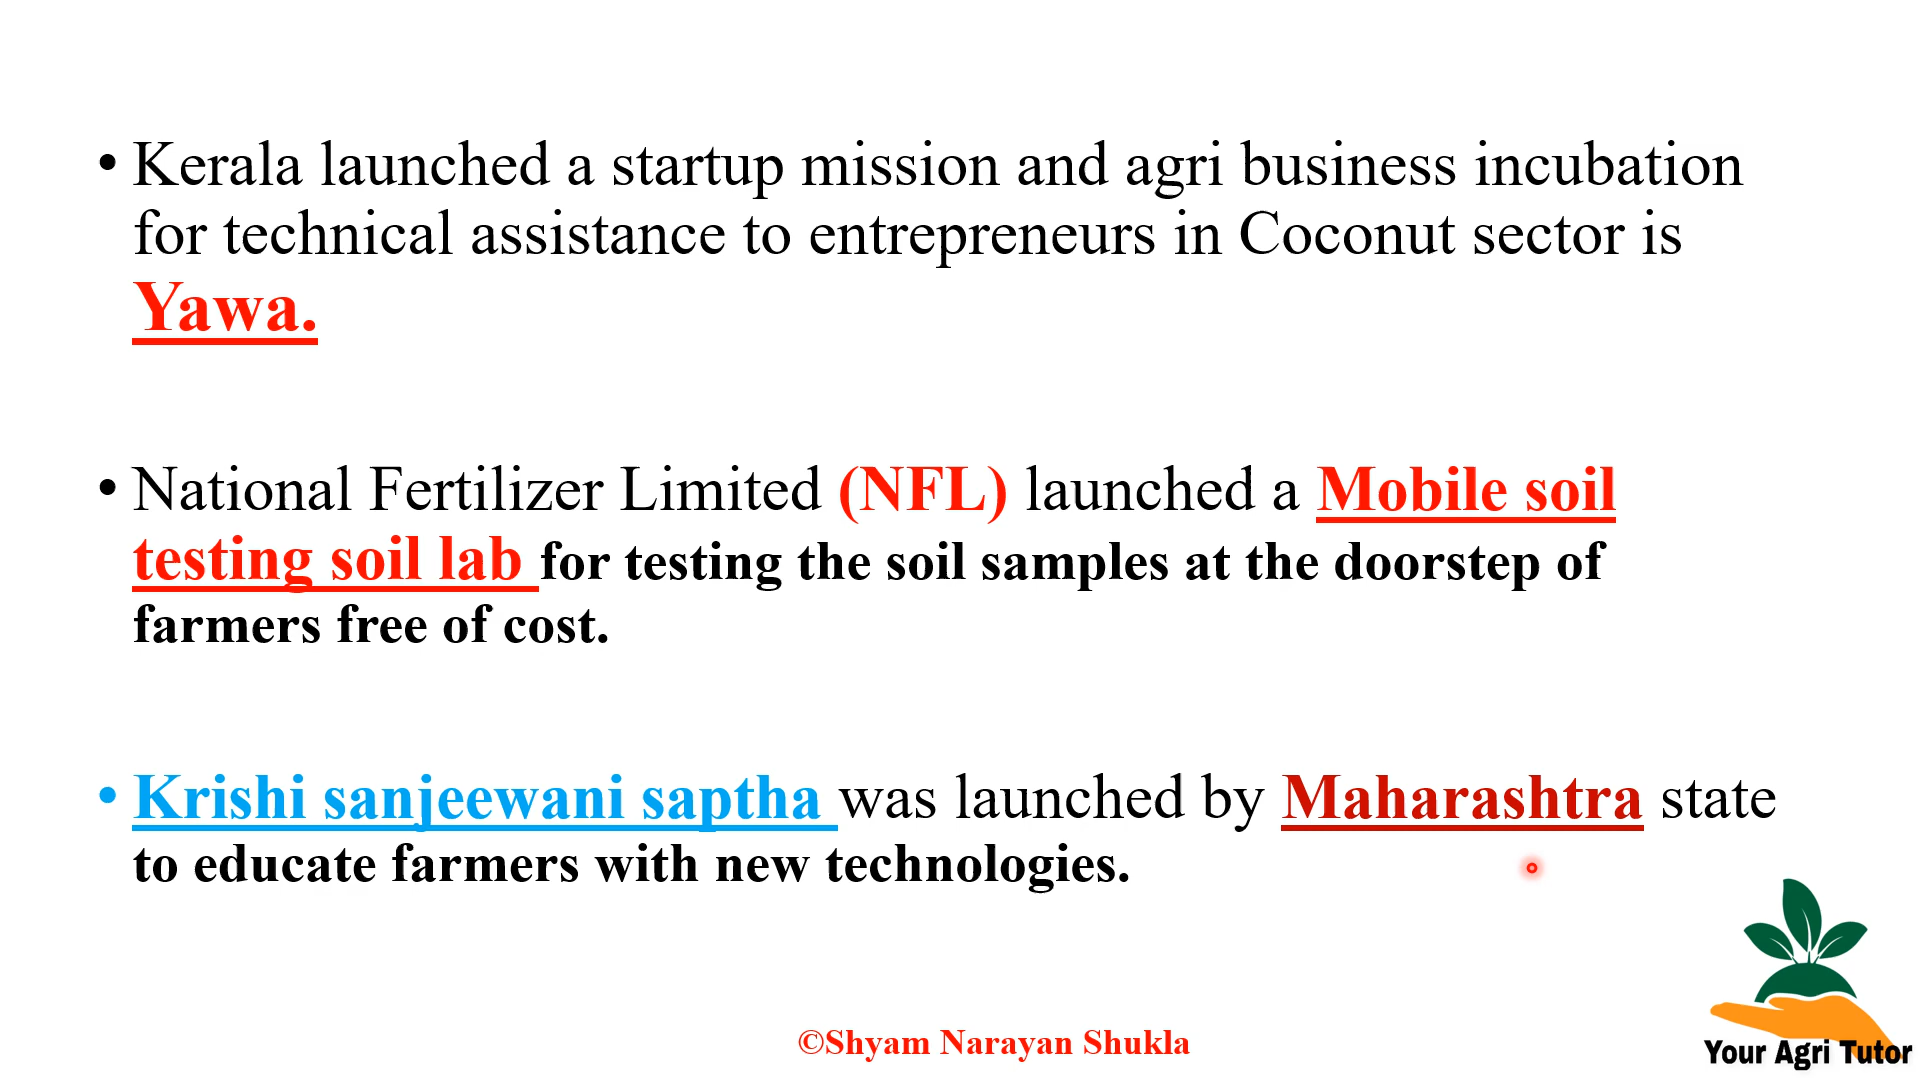 • Kerala launched a startup mission and agri business incubation
for technical assistance to entrepreneurs in Coconut sector is
Yawa.
• National Fertilizer Limited (NFL) launched a Mobile soil
testing soil lab for testing the soil samples at the doorstep of
farmers free of cost.
• Krishi sanjeewani saptha was launched by Maharashtra state
to educate farmers with new technologies.
©Shyam Narayan Shukla
Your Agri Tutor